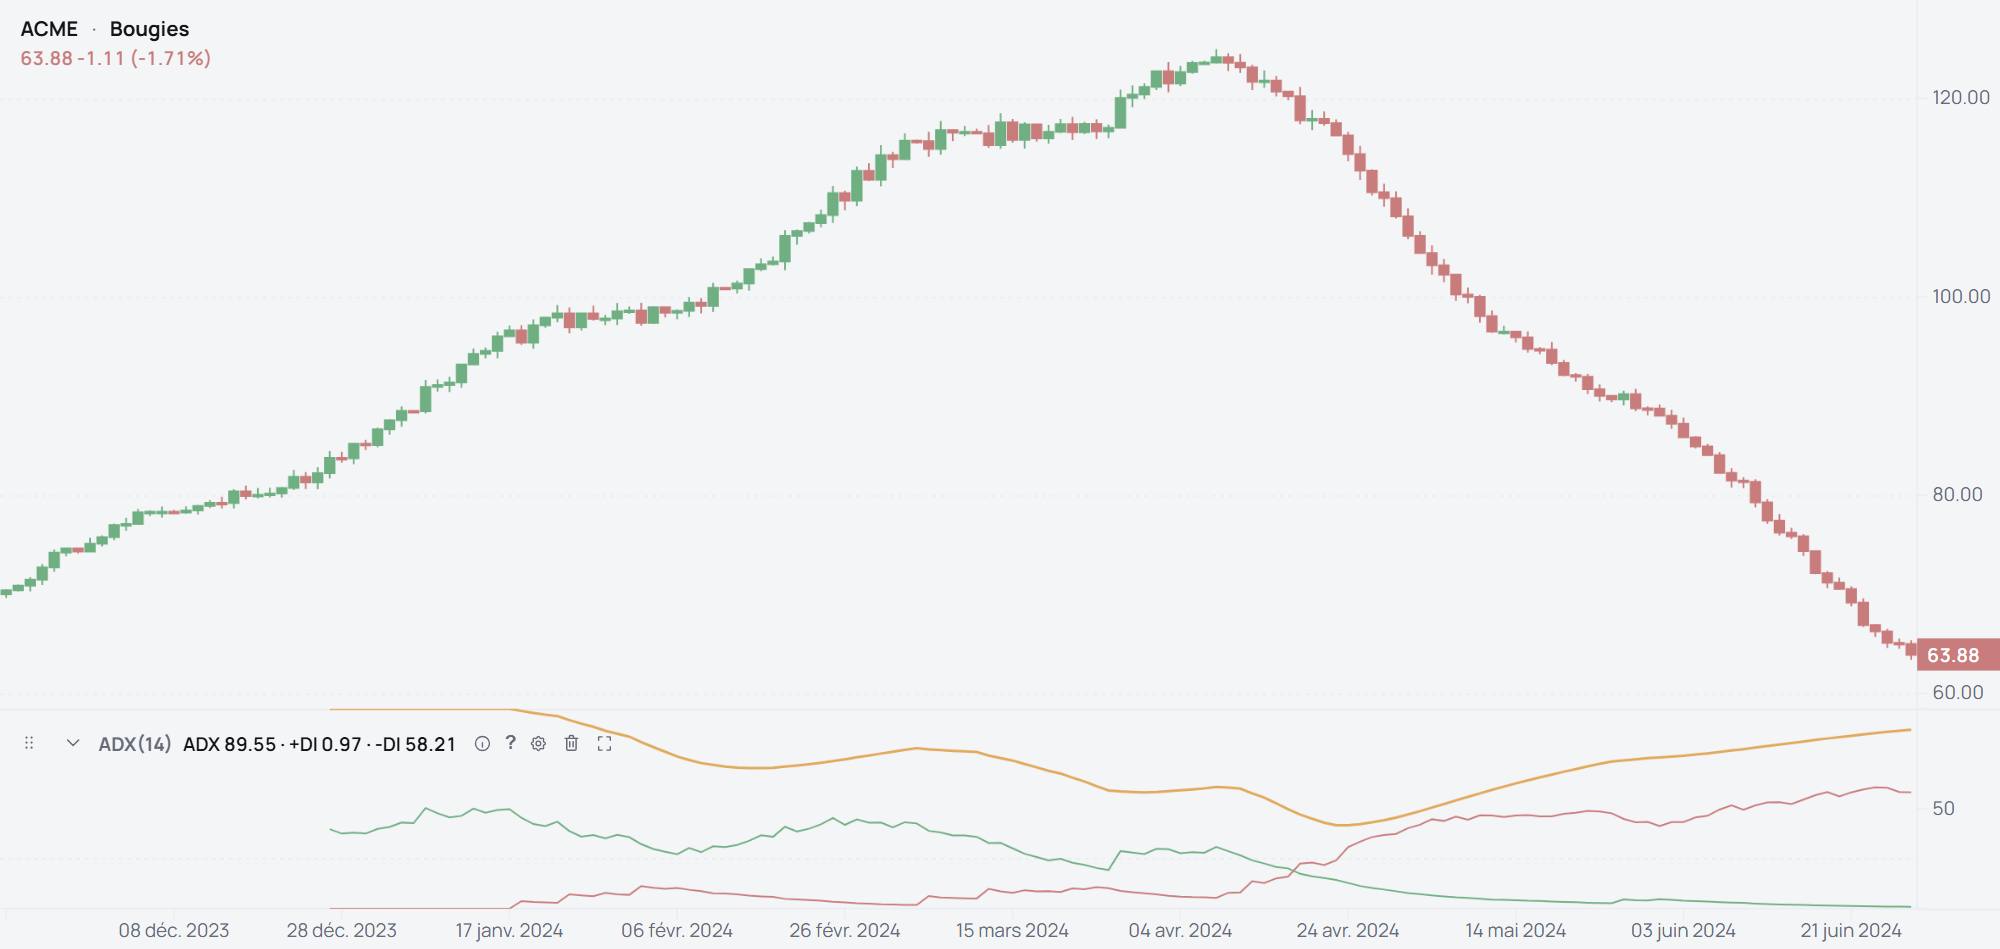 ACME · Bougies
63.88 -1.11 (-1.71%)
120.00
100.00
80.00
63.88
60.00
ADX(14) ADX 89.55 · +DI 0.97 · -DI 58.21
50
08 déc. 2023 28 déc. 2023 17 janv. 2024 06 févr. 2024 26 févr. 2024 15 mars 2024 04 avr. 2024 24 avr. 2024 14 mai 2024 03 juin 2024 21 juin 2024